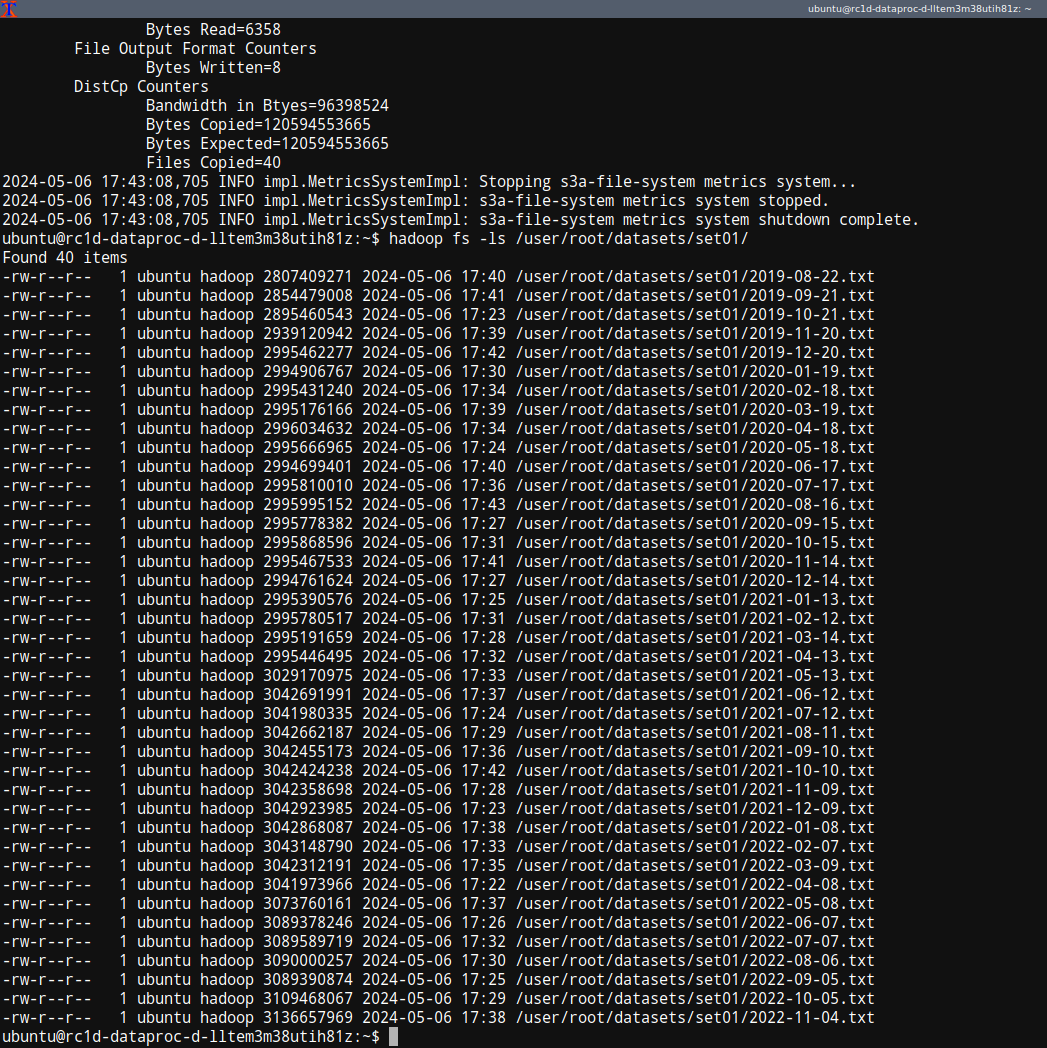 ubuntu@rc1d-dataproc-d-lltem3m38utih81z: ~
Bytes Read=6358
File Output Format Counters
Bytes Written=8
DistCp Counters
Bandwidth in Btyes=96398524
Bytes Copied=120594553665
Bytes Expected=120594553665
Files Copied=40
2024-05-06 17:43:08,705 INFO impl.MetricsSystemImpl: Stopping s3a-file-system metrics system...
2024-05-06 17:43:08,705 INFO impl.MetricsSystemImpl: s3a-file-system metrics system stopped.
2024-05-06 17:43:08,705 INFO impl.MetricsSystemImpl: s3a-file-system metrics system shutdown complete.
ubuntu@rc1d-dataproc-d-lltem3m38utih81z:~$ hadoop fs -ls /user/root/datasets/set01/
Found 40 items
-rw-r--r--   1 ubuntu hadoop 2807409271 2024-05-06 17:40 /user/root/datasets/set01/2019-08-22.txt
-rw-r--r--   1 ubuntu hadoop 2854479008 2024-05-06 17:41 /user/root/datasets/set01/2019-09-21.txt
-rw-r--r--   1 ubuntu hadoop 2895460543 2024-05-06 17:23 /user/root/datasets/set01/2019-10-21.txt
-rw-r--r--   1 ubuntu hadoop 2939120942 2024-05-06 17:39 /user/root/datasets/set01/2019-11-20.txt
-rw-r--r--   1 ubuntu hadoop 2995462277 2024-05-06 17:42 /user/root/datasets/set01/2019-12-20.txt
-rw-r--r--   1 ubuntu hadoop 2994906767 2024-05-06 17:30 /user/root/datasets/set01/2020-01-19.txt
-rw-r--r--   1 ubuntu hadoop 2995431240 2024-05-06 17:34 /user/root/datasets/set01/2020-02-18.txt
-rw-r--r--   1 ubuntu hadoop 2995176166 2024-05-06 17:39 /user/root/datasets/set01/2020-03-19.txt
-rw-r--r--   1 ubuntu hadoop 2996034632 2024-05-06 17:34 /user/root/datasets/set01/2020-04-18.txt
-rw-r--r--   1 ubuntu hadoop 2995666965 2024-05-06 17:24 /user/root/datasets/set01/2020-05-18.txt
-rw-r--r--   1 ubuntu hadoop 2994699401 2024-05-06 17:40 /user/root/datasets/set01/2020-06-17.txt
-rw-r--r--   1 ubuntu hadoop 2995810010 2024-05-06 17:36 /user/root/datasets/set01/2020-07-17.txt
-rw-r--r--   1 ubuntu hadoop 2995995152 2024-05-06 17:43 /user/root/datasets/set01/2020-08-16.txt
-rw-r--r--   1 ubuntu hadoop 2995778382 2024-05-06 17:27 /user/root/datasets/set01/2020-09-15.txt
-rw-r--r--   1 ubuntu hadoop 2995868596 2024-05-06 17:31 /user/root/datasets/set01/2020-10-15.txt
-rw-r--r--   1 ubuntu hadoop 2995467533 2024-05-06 17:41 /user/root/datasets/set01/2020-11-14.txt
-rw-r--r--   1 ubuntu hadoop 2994761624 2024-05-06 17:27 /user/root/datasets/set01/2020-12-14.txt
-rw-r--r--   1 ubuntu hadoop 2995390576 2024-05-06 17:25 /user/root/datasets/set01/2021-01-13.txt
-rw-r--r--   1 ubuntu hadoop 2995780517 2024-05-06 17:31 /user/root/datasets/set01/2021-02-12.txt
-rw-r--r--   1 ubuntu hadoop 2995191659 2024-05-06 17:28 /user/root/datasets/set01/2021-03-14.txt
-rw-r--r--   1 ubuntu hadoop 2995446495 2024-05-06 17:32 /user/root/datasets/set01/2021-04-13.txt
-rw-r--r--   1 ubuntu hadoop 3029170975 2024-05-06 17:33 /user/root/datasets/set01/2021-05-13.txt
-rw-r--r--   1 ubuntu hadoop 3042691991 2024-05-06 17:37 /user/root/datasets/set01/2021-06-12.txt
-rw-r--r--   1 ubuntu hadoop 3041980335 2024-05-06 17:24 /user/root/datasets/set01/2021-07-12.txt
-rw-r--r--   1 ubuntu hadoop 3042662187 2024-05-06 17:29 /user/root/datasets/set01/2021-08-11.txt
-rw-r--r--   1 ubuntu hadoop 3042455173 2024-05-06 17:36 /user/root/datasets/set01/2021-09-10.txt
-rw-r--r--   1 ubuntu hadoop 3042424238 2024-05-06 17:42 /user/root/datasets/set01/2021-10-10.txt
-rw-r--r--   1 ubuntu hadoop 3042358698 2024-05-06 17:28 /user/root/datasets/set01/2021-11-09.txt
-rw-r--r--   1 ubuntu hadoop 3042923985 2024-05-06 17:23 /user/root/datasets/set01/2021-12-09.txt
-rw-r--r--   1 ubuntu hadoop 3042868087 2024-05-06 17:38 /user/root/datasets/set01/2022-01-08.txt
-rw-r--r--   1 ubuntu hadoop 3043148790 2024-05-06 17:33 /user/root/datasets/set01/2022-02-07.txt
-rw-r--r--   1 ubuntu hadoop 3042312191 2024-05-06 17:35 /user/root/datasets/set01/2022-03-09.txt
-rw-r--r--   1 ubuntu hadoop 3041973966 2024-05-06 17:22 /user/root/datasets/set01/2022-04-08.txt
-rw-r--r--   1 ubuntu hadoop 3073760161 2024-05-06 17:37 /user/root/datasets/set01/2022-05-08.txt
-rw-r--r--   1 ubuntu hadoop 3089378246 2024-05-06 17:26 /user/root/datasets/set01/2022-06-07.txt
-rw-r--r--   1 ubuntu hadoop 3089589719 2024-05-06 17:32 /user/root/datasets/set01/2022-07-07.txt
-rw-r--r--   1 ubuntu hadoop 3090000257 2024-05-06 17:30 /user/root/datasets/set01/2022-08-06.txt
-rw-r--r--   1 ubuntu hadoop 3089390874 2024-05-06 17:25 /user/root/datasets/set01/2022-09-05.txt
-rw-r--r--   1 ubuntu hadoop 3109468067 2024-05-06 17:29 /user/root/datasets/set01/2022-10-05.txt
-rw-r--r--   1 ubuntu hadoop 3136657969 2024-05-06 17:38 /user/root/datasets/set01/2022-11-04.txt
ubuntu@rc1d-dataproc-d-lltem3m38utih81z:~$